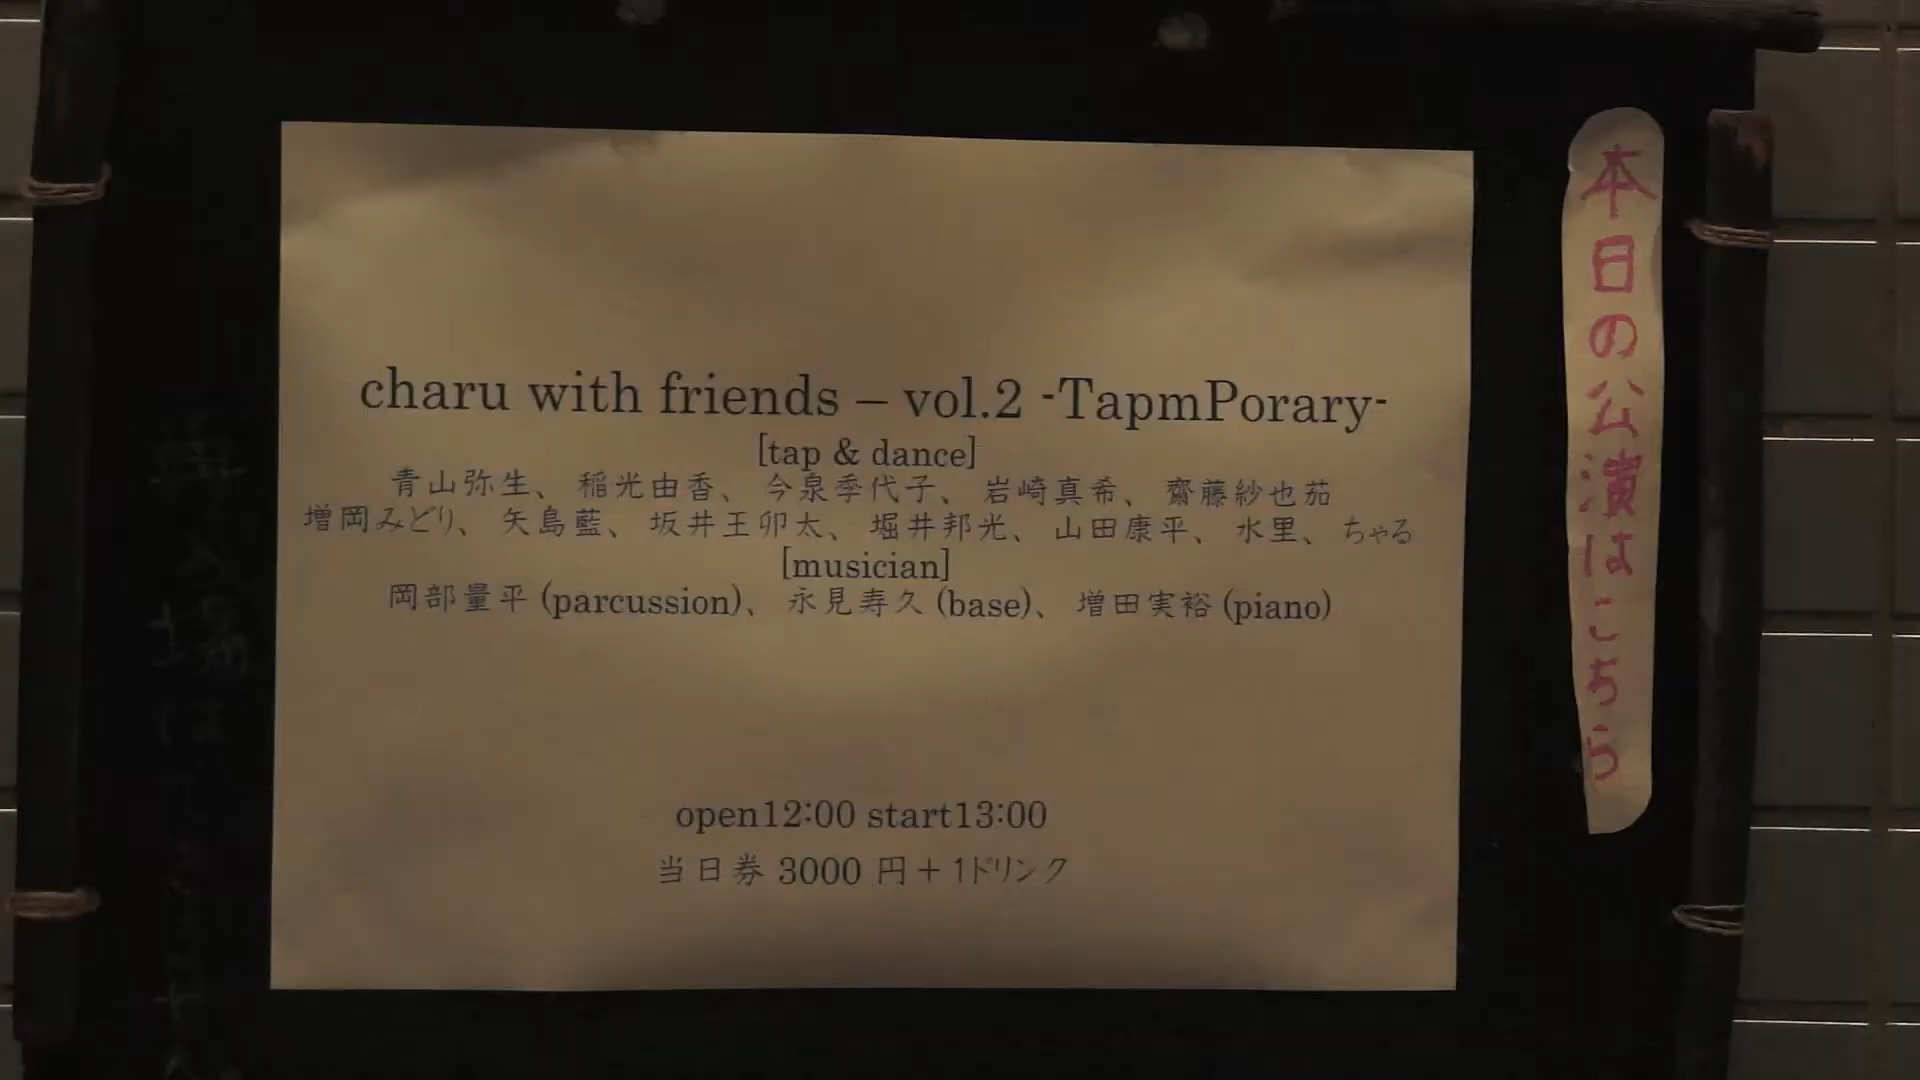 charu with friends – vol.2 -TapmPorary-
[tap & dance]
青山弥生、 稲光由香、 今泉季代子、 岩崎真希、 齋藤紗也茄
増岡みどり、 矢島藍、 坂井王卯太、 堀井邦光、 山田康平、 水里、 ちゃる
[musician]
岡部量平 (parcussion)、 永見寿久 (base)、 増田実裕 (piano)
open12:00 start13:00
当日券 3000 円+1ドリンク
本日の公演はこちら